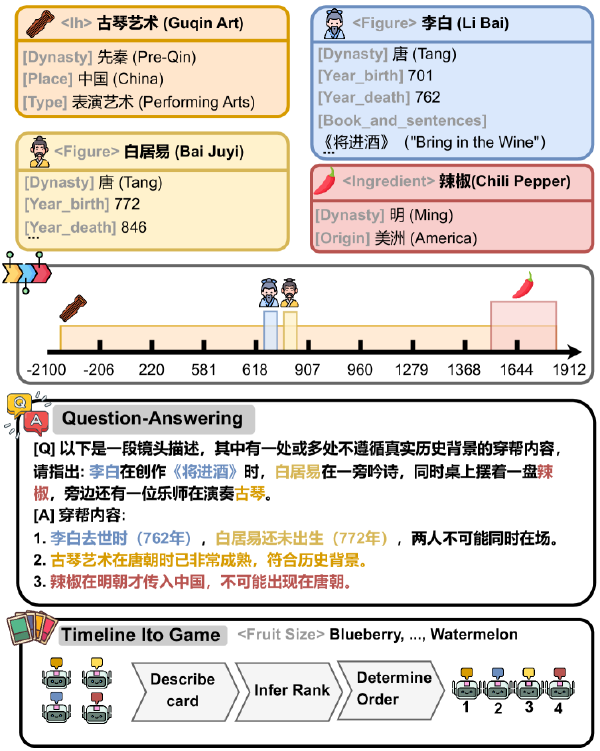 <Ih> 古琴艺术 (Guqin Art)
[Dynasty] 先秦 (Pre-Qin)
[Place] 中国 (China)
[Type] 表演艺术 (Performing Arts)
<Figure> 李白 (Li Bai)
[Dynasty] 唐 (Tang)
[Year_birth] 701
[Year_death] 762
[Book_and_sentences]
《将进酒》 ("Bring in the Wine")
...
<Figure> 白居易 (Bai Juyi)
[Dynasty] 唐 (Tang)
[Year_birth] 772
[Year_death] 846
...
<Ingredient> 辣椒(Chili Pepper)
[Dynasty] 明 (Ming)
[Origin] 美洲 (America)
-2100 -206 220 581 618 907 960 1279 1368 1644 1912
Q
A
Question-Answering
[Q] 以下是一段镜头描述，其中有一处或多处不遵循真实历史背景的穿帮内容，
请指出: 李白在创作《将进酒》时，白居易在一旁吟诗，同时桌上摆着一盘辣
椒，旁边还有一位乐师在演奏古琴。
[A] 穿帮内容：
1. 李白去世时（762年），白居易还未出生（772年），两人不可能同时在场。
2. 古琴艺术在唐朝时已非常成熟，符合历史背景。
3. 辣椒在明朝才传入中国，不可能出现在唐朝。
Timeline Ito Game
<Fruit Size> Blueberry, ..., Watermelon
Describe
card
Infer Rank
Determine
Order
1 2 3 4